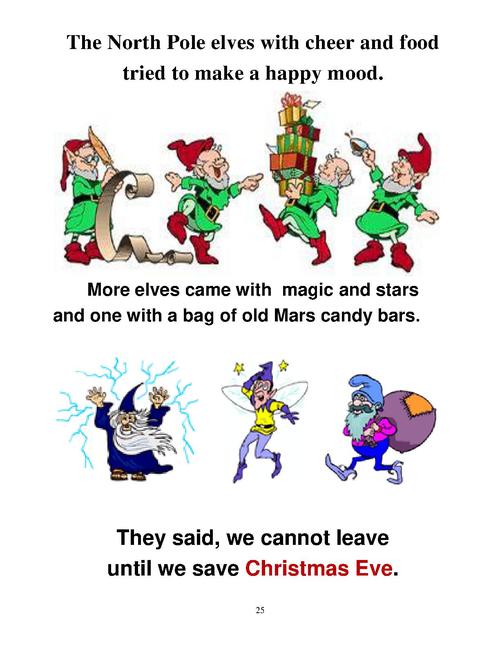 The North Pole elves with cheer and food
tried to make a happy mood.
More elves came with  magic and stars
and one with a bag of old Mars candy bars.
They said, we cannot leave
until we save Christmas Eve.
25